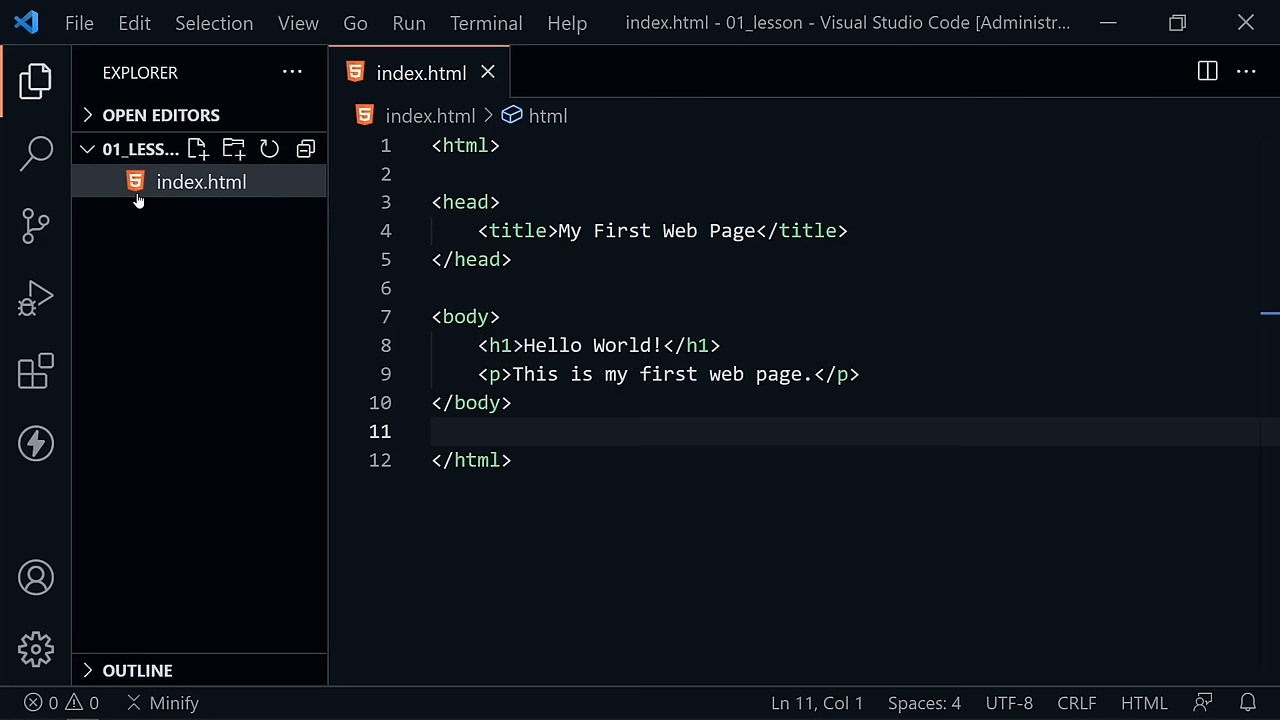 File Edit Selection View Go Run Terminal Help index.html - 01_lesson - Visual Studio Code [Administr...
EXPLORER
OPEN EDITORS
01_LESS...
index.html
OUTLINE
index.html
index.html > html
1 <html>
2
3 <head>
4 <title>My First Web Page</title>
5 </head>
6
7 <body>
8 <h1>Hello World!</h1>
9 <p>This is my first web page.</p>
10 </body>
11
12 </html>
0 0 Minify Ln 11, Col 1 Spaces: 4 UTF-8 CRLF HTML